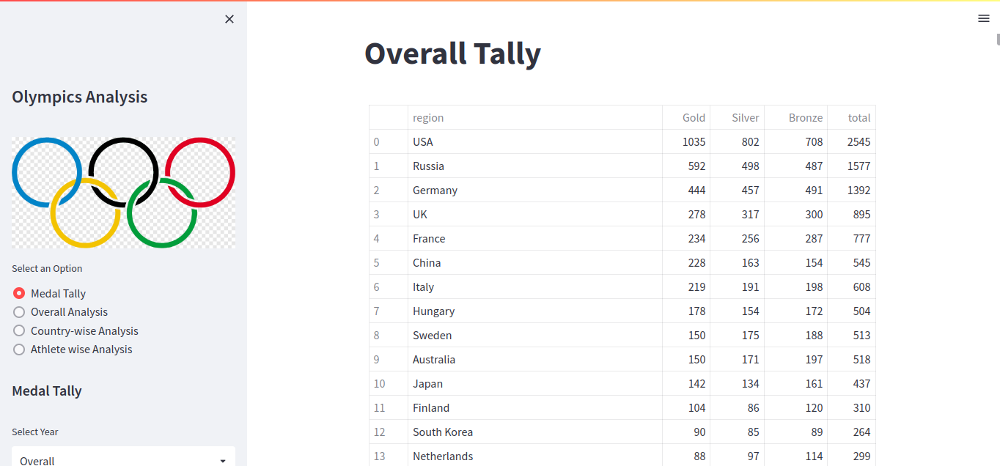 Olympics Analysis
Select an Option
Medal Tally
Overall Analysis
Country-wise Analysis
Athlete wise Analysis
Medal Tally
Select Year
Overall
Overall Tally
region Gold Silver Bronze total
0 USA 1035 802 708 2545
1 Russia 592 498 487 1577
2 Germany 444 457 491 1392
3 UK 278 317 300 895
4 France 234 256 287 777
5 China 228 163 154 545
6 Italy 219 191 198 608
7 Hungary 178 154 172 504
8 Sweden 150 175 188 513
9 Australia 150 171 197 518
10 Japan 142 134 161 437
11 Finland 104 86 120 310
12 South Korea 90 85 89 264
13 Netherlands 88 97 114 299